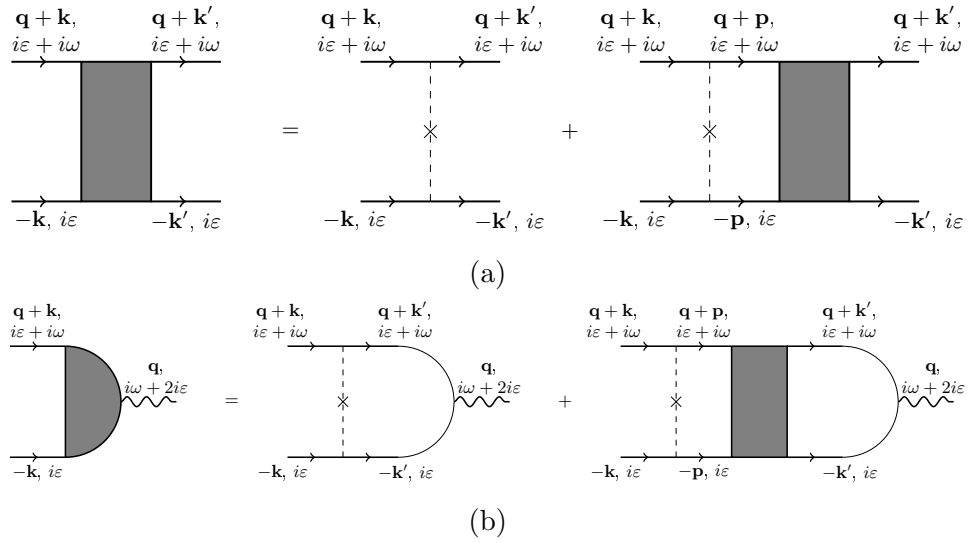 q + k, q + k′, q + k, q + k′, q + k, q + p, q + k′,
iε + iω iε + iω iε + iω iε + iω iε + iω iε + iω iε + iω
= +
−k, iε −k′, iε −k, iε −k′, iε −k, iε −p, iε −k′, iε
(a)
q + k, q + k, q + k′, q + k, q + p, q + k′,
iε + iω iε + iω iε + iω iε + iω iε + iω iε + iω
q, q, q,
iω + 2iε iω + 2iε iω + 2iε
= +
−k, iε −k, iε −k′, iε −k, iε −p, iε −k′, iε
(b)